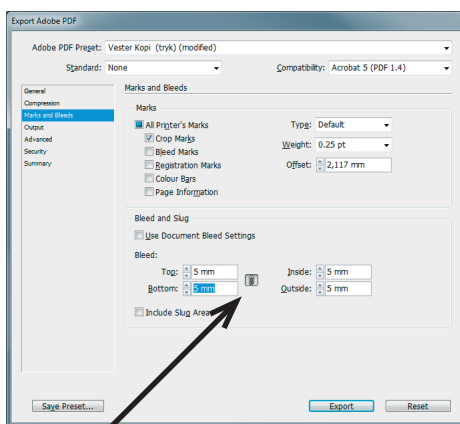 Export Adobe PDF
Adobe PDF Preset: Vester Kopi (tryk) (modified)
Standard: None Compatibility: Acrobat 5 (PDF 1.4)
General
Compression
Marks and Bleeds
Output
Advanced
Security
Summary
Marks and Bleeds
Marks
All Printer's Marks
Crop Marks
Bleed Marks
Registration Marks
Colour Bars
Page Information
Type: Default
Weight: 0.25 pt
Offset: 2,117 mm
Bleed and Slug
Use Document Bleed Settings
Bleed:
Top: 5 mm Inside: 5 mm
Bottom: 5 mm Outside: 5 mm
Include Slug Area
Save Preset... Export Reset